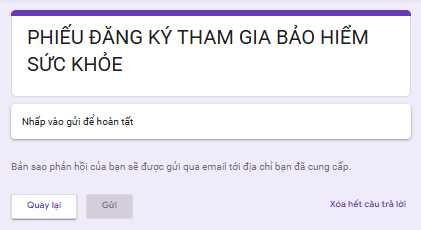 PHIẾU ĐĂNG KÝ THAM GIA BẢO HIỂM
SỨC KHỎE
Nhấp vào gửi để hoàn tất
Bản sao phản hồi của bạn sẽ được gửi qua email tới địa chỉ bạn đã cung cấp.
Quay lại
Gửi
Xóa hết câu trả lời